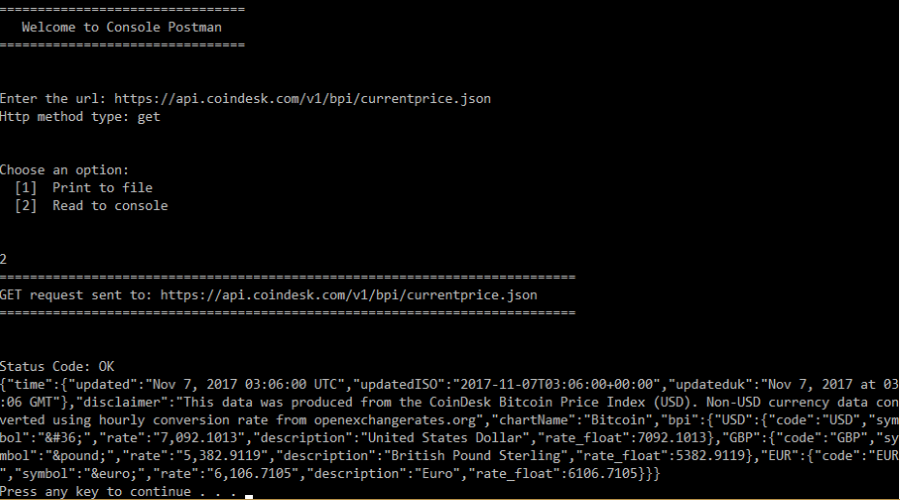 ================================
Welcome to Console Postman
================================
Enter the url: https://api.coindesk.com/v1/bpi/currentprice.json
Http method type: get
Choose an option:
[1]  Print to file
[2]  Read to console
2
===========================================================================
GET request sent to: https://api.coindesk.com/v1/bpi/currentprice.json
===========================================================================
Status Code: OK
{"time":{"updated":"Nov 7, 2017 03:06:00 UTC","updatedISO":"2017-11-07T03:06:00+00:00","updateduk":"Nov 7, 2017 at 03
:06 GMT"},"disclaimer":"This data was produced from the CoinDesk Bitcoin Price Index (USD). Non-USD currency data con
verted using hourly conversion rate from openexchangerates.org","chartName":"Bitcoin","bpi":{"USD":{"code":"USD","sym
bol":"&#36;","rate":"7,092.1013","description":"United States Dollar","rate_float":7092.1013},"GBP":{"code":"GBP","sy
mbol":"&pound;","rate":"5,382.9119","description":"British Pound Sterling","rate_float":5382.9119},"EUR":{"code":"EUR
","symbol":"&euro;","rate":"6,106.7105","description":"Euro","rate_float":6106.7105}}}
Press any key to continue . . .